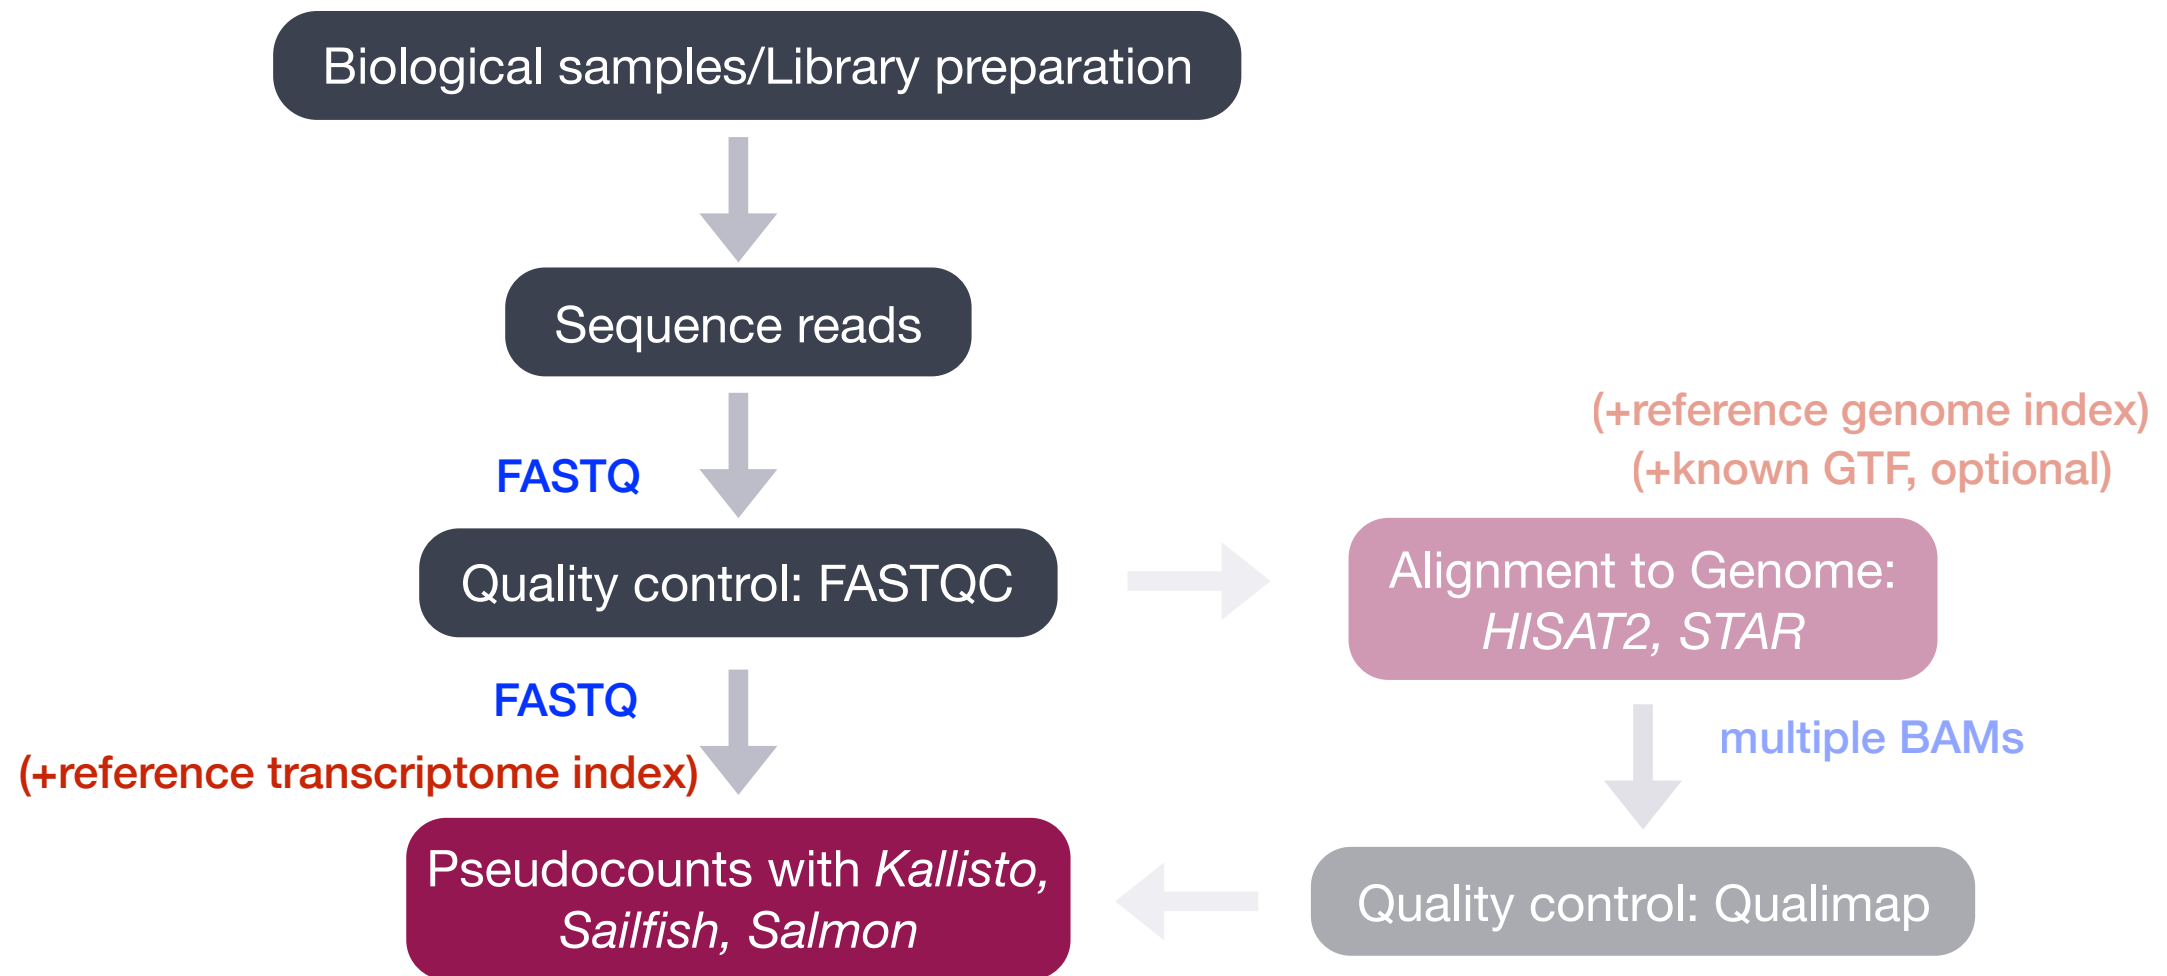 Biological samples/Library preparation
Sequence reads
FASTQ
Quality control: FASTQC
(+reference genome index)
(+known GTF, optional)
Alignment to Genome:
HISAT2, STAR
FASTQ
(+reference transcriptome index)
multiple BAMs
Pseudocounts with Kallisto,
Sailfish, Salmon
Quality control: Qualimap